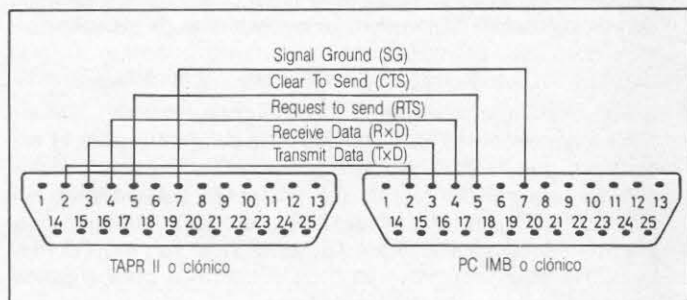 Signal Ground (SG)
Clear To Send (CTS)
Request to send (RTS)
Receive Data (R×D)
Transmit Data (T×D)
1 2 3 4 5 6 7 8 9 10 11 12 13
14 15 16 17 18 19 20 21 22 23 24 25
TAPR II o clónico
1 2 3 4 5 6 7 8 9 10 11 12 13
14 15 16 17 18 19 20 21 22 23 24 25
PC IMB o clónico